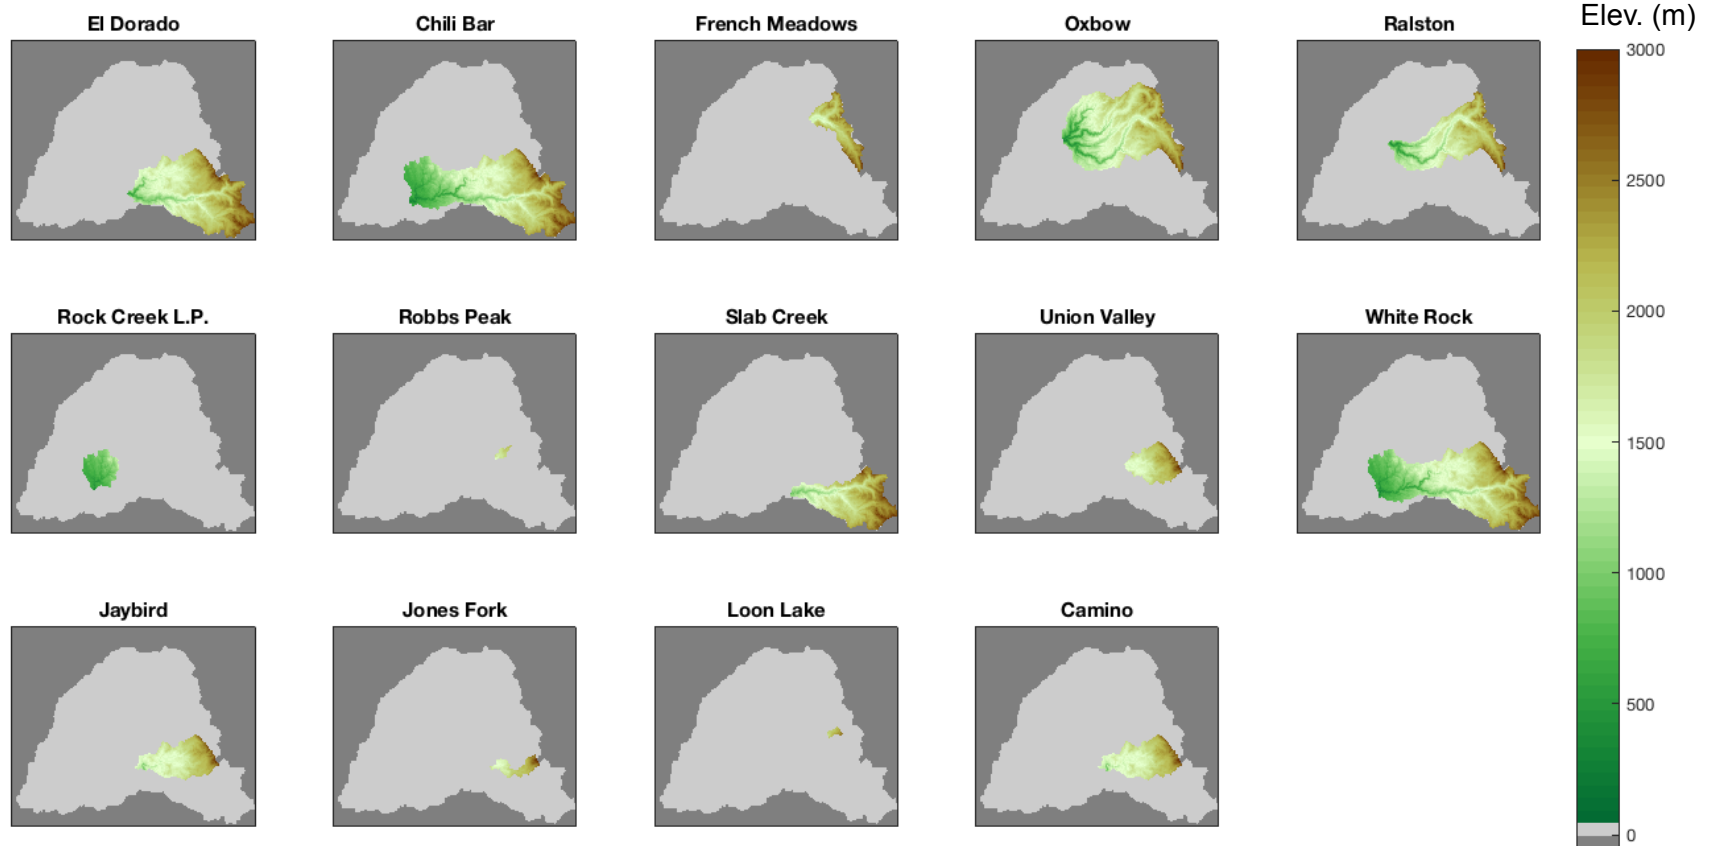 El Dorado
Chili Bar
French Meadows
Oxbow
Ralston
Elev. (m)
3000
2500
2000
1500
1000
500
0
Rock Creek L.P.
Robbs Peak
Slab Creek
Union Valley
White Rock
Jaybird
Jones Fork
Loon Lake
Camino